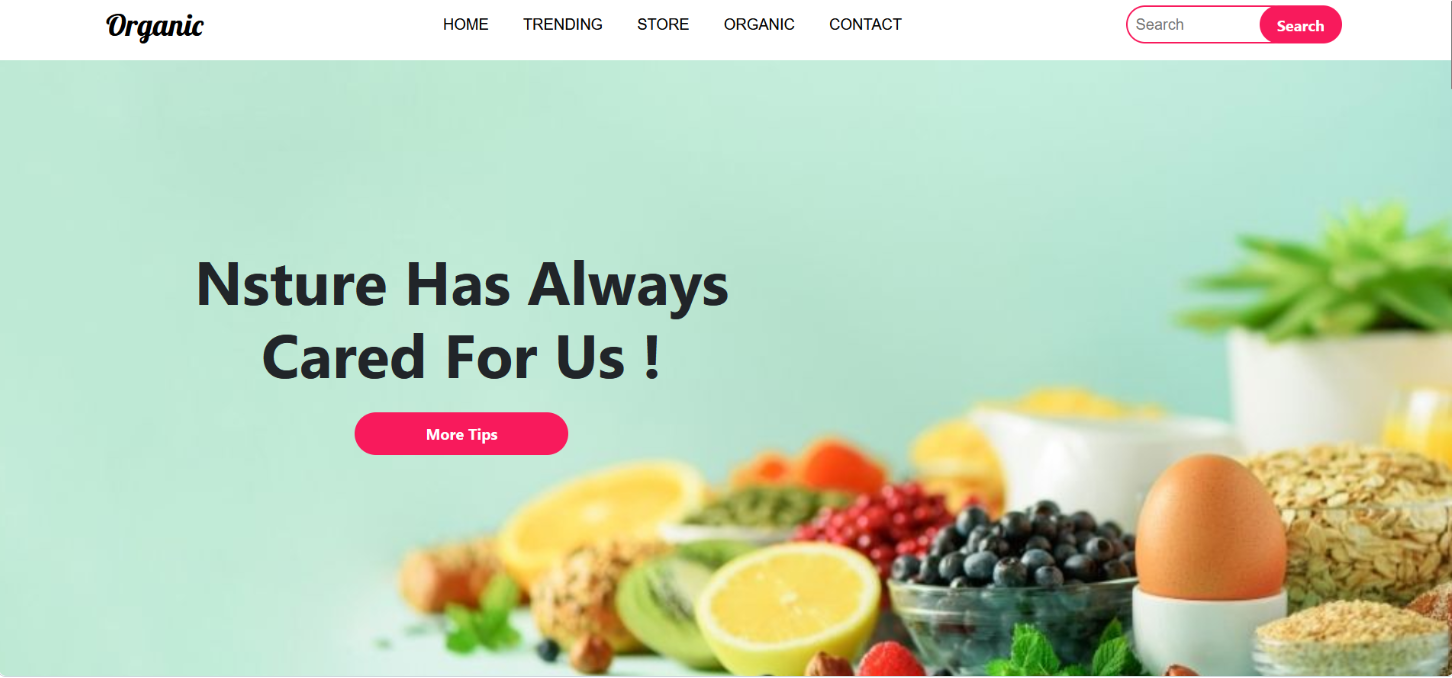 Organic
HOME TRENDING STORE ORGANIC CONTACT
Search Search
Nsture Has Always
Cared For Us !
More Tips